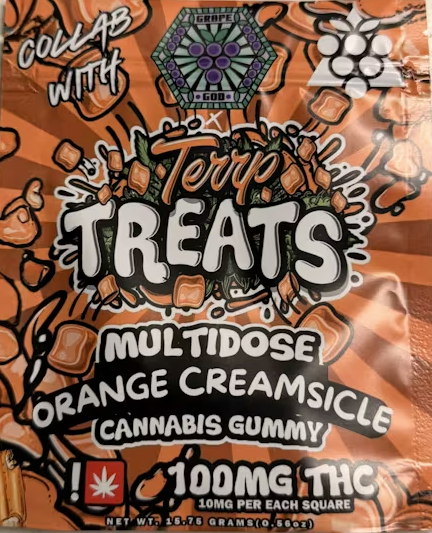 COLLAB
WITH
GRAPE
GOD
X
Terrp
TREATS
MULTIDOSE
ORANGE CREAMSICLE
CANNABIS GUMMY
! 100MG THC
10MG PER EACH SQUARE
NET WT. 15.75 GRAMS(0.56oz)